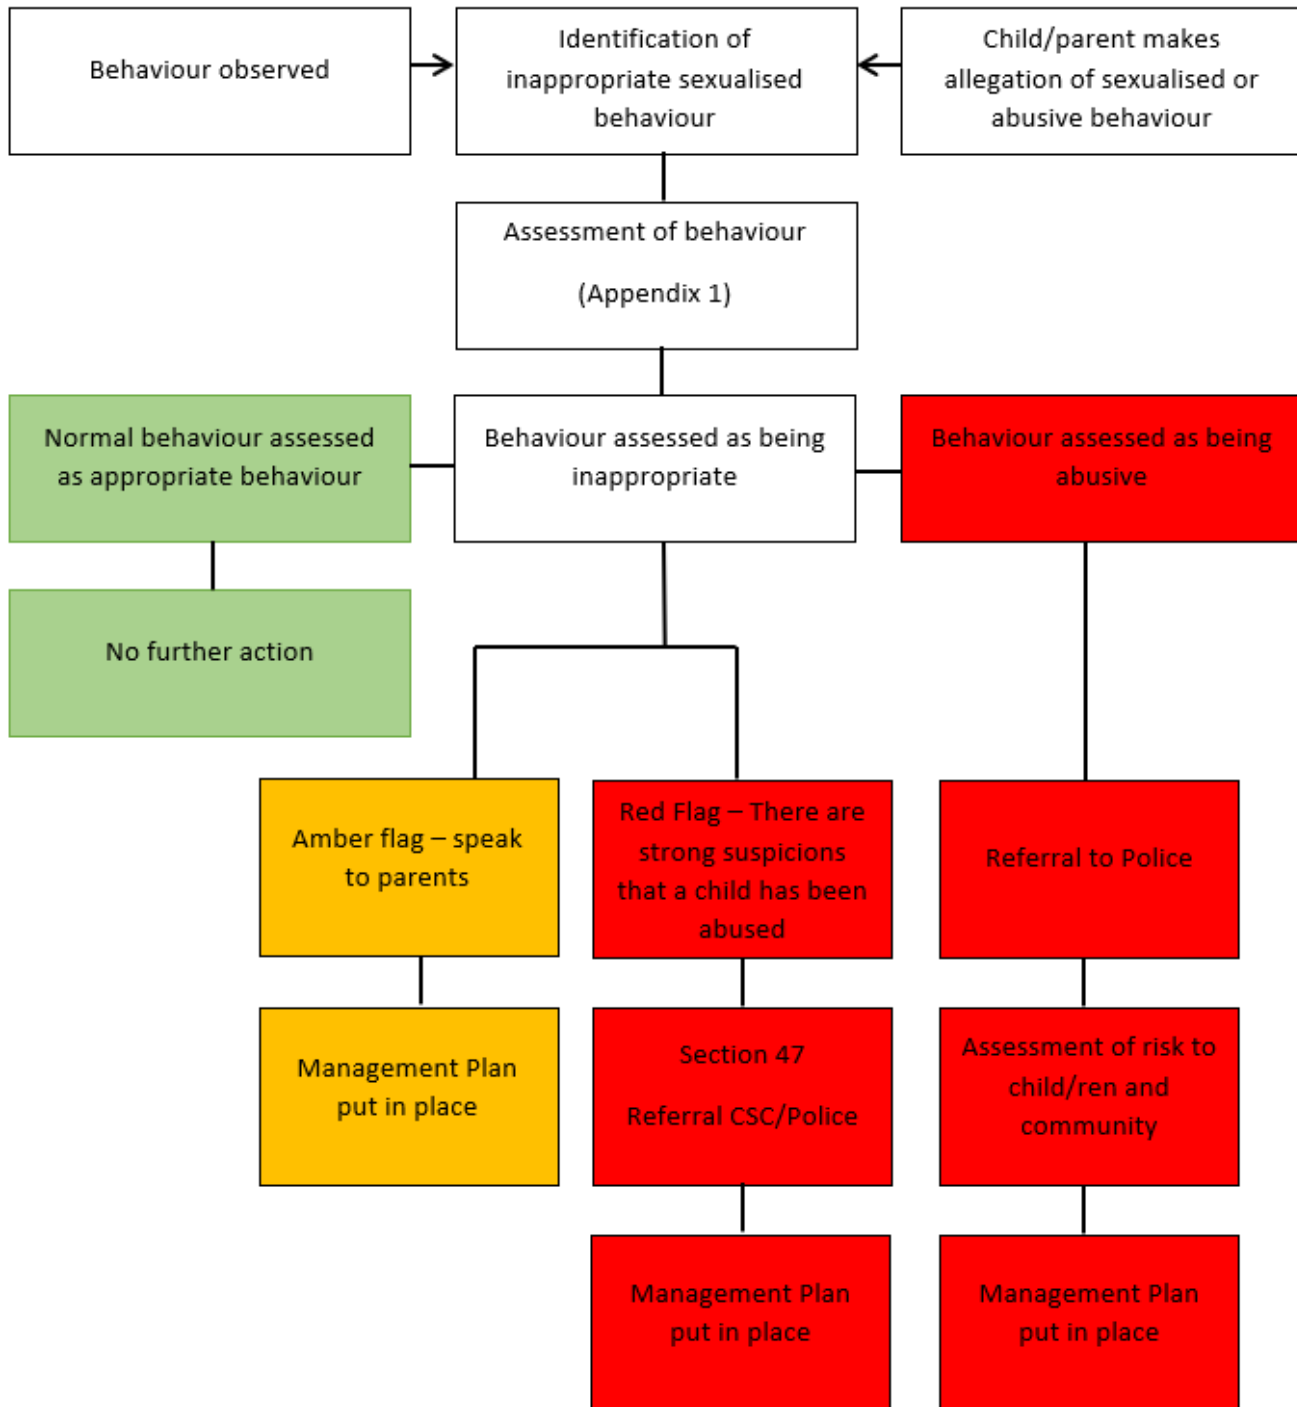 Behaviour observed
Identification of
inappropriate sexualised
behaviour
Child/parent makes
allegation of sexualised or
abusive behaviour
Assessment of behaviour
(Appendix 1)
Normal behaviour assessed
as appropriate behaviour
Behaviour assessed as being
inappropriate
Behaviour assessed as being
abusive
No further action
Amber flag – speak
to parents
Red Flag – There are
strong suspicions
that a child has been
abused
Referral to Police
Management Plan
put in place
Section 47
Referral CSC/Police
Assessment of risk to
child/ren and
community
Management Plan
put in place
Management Plan
put in place